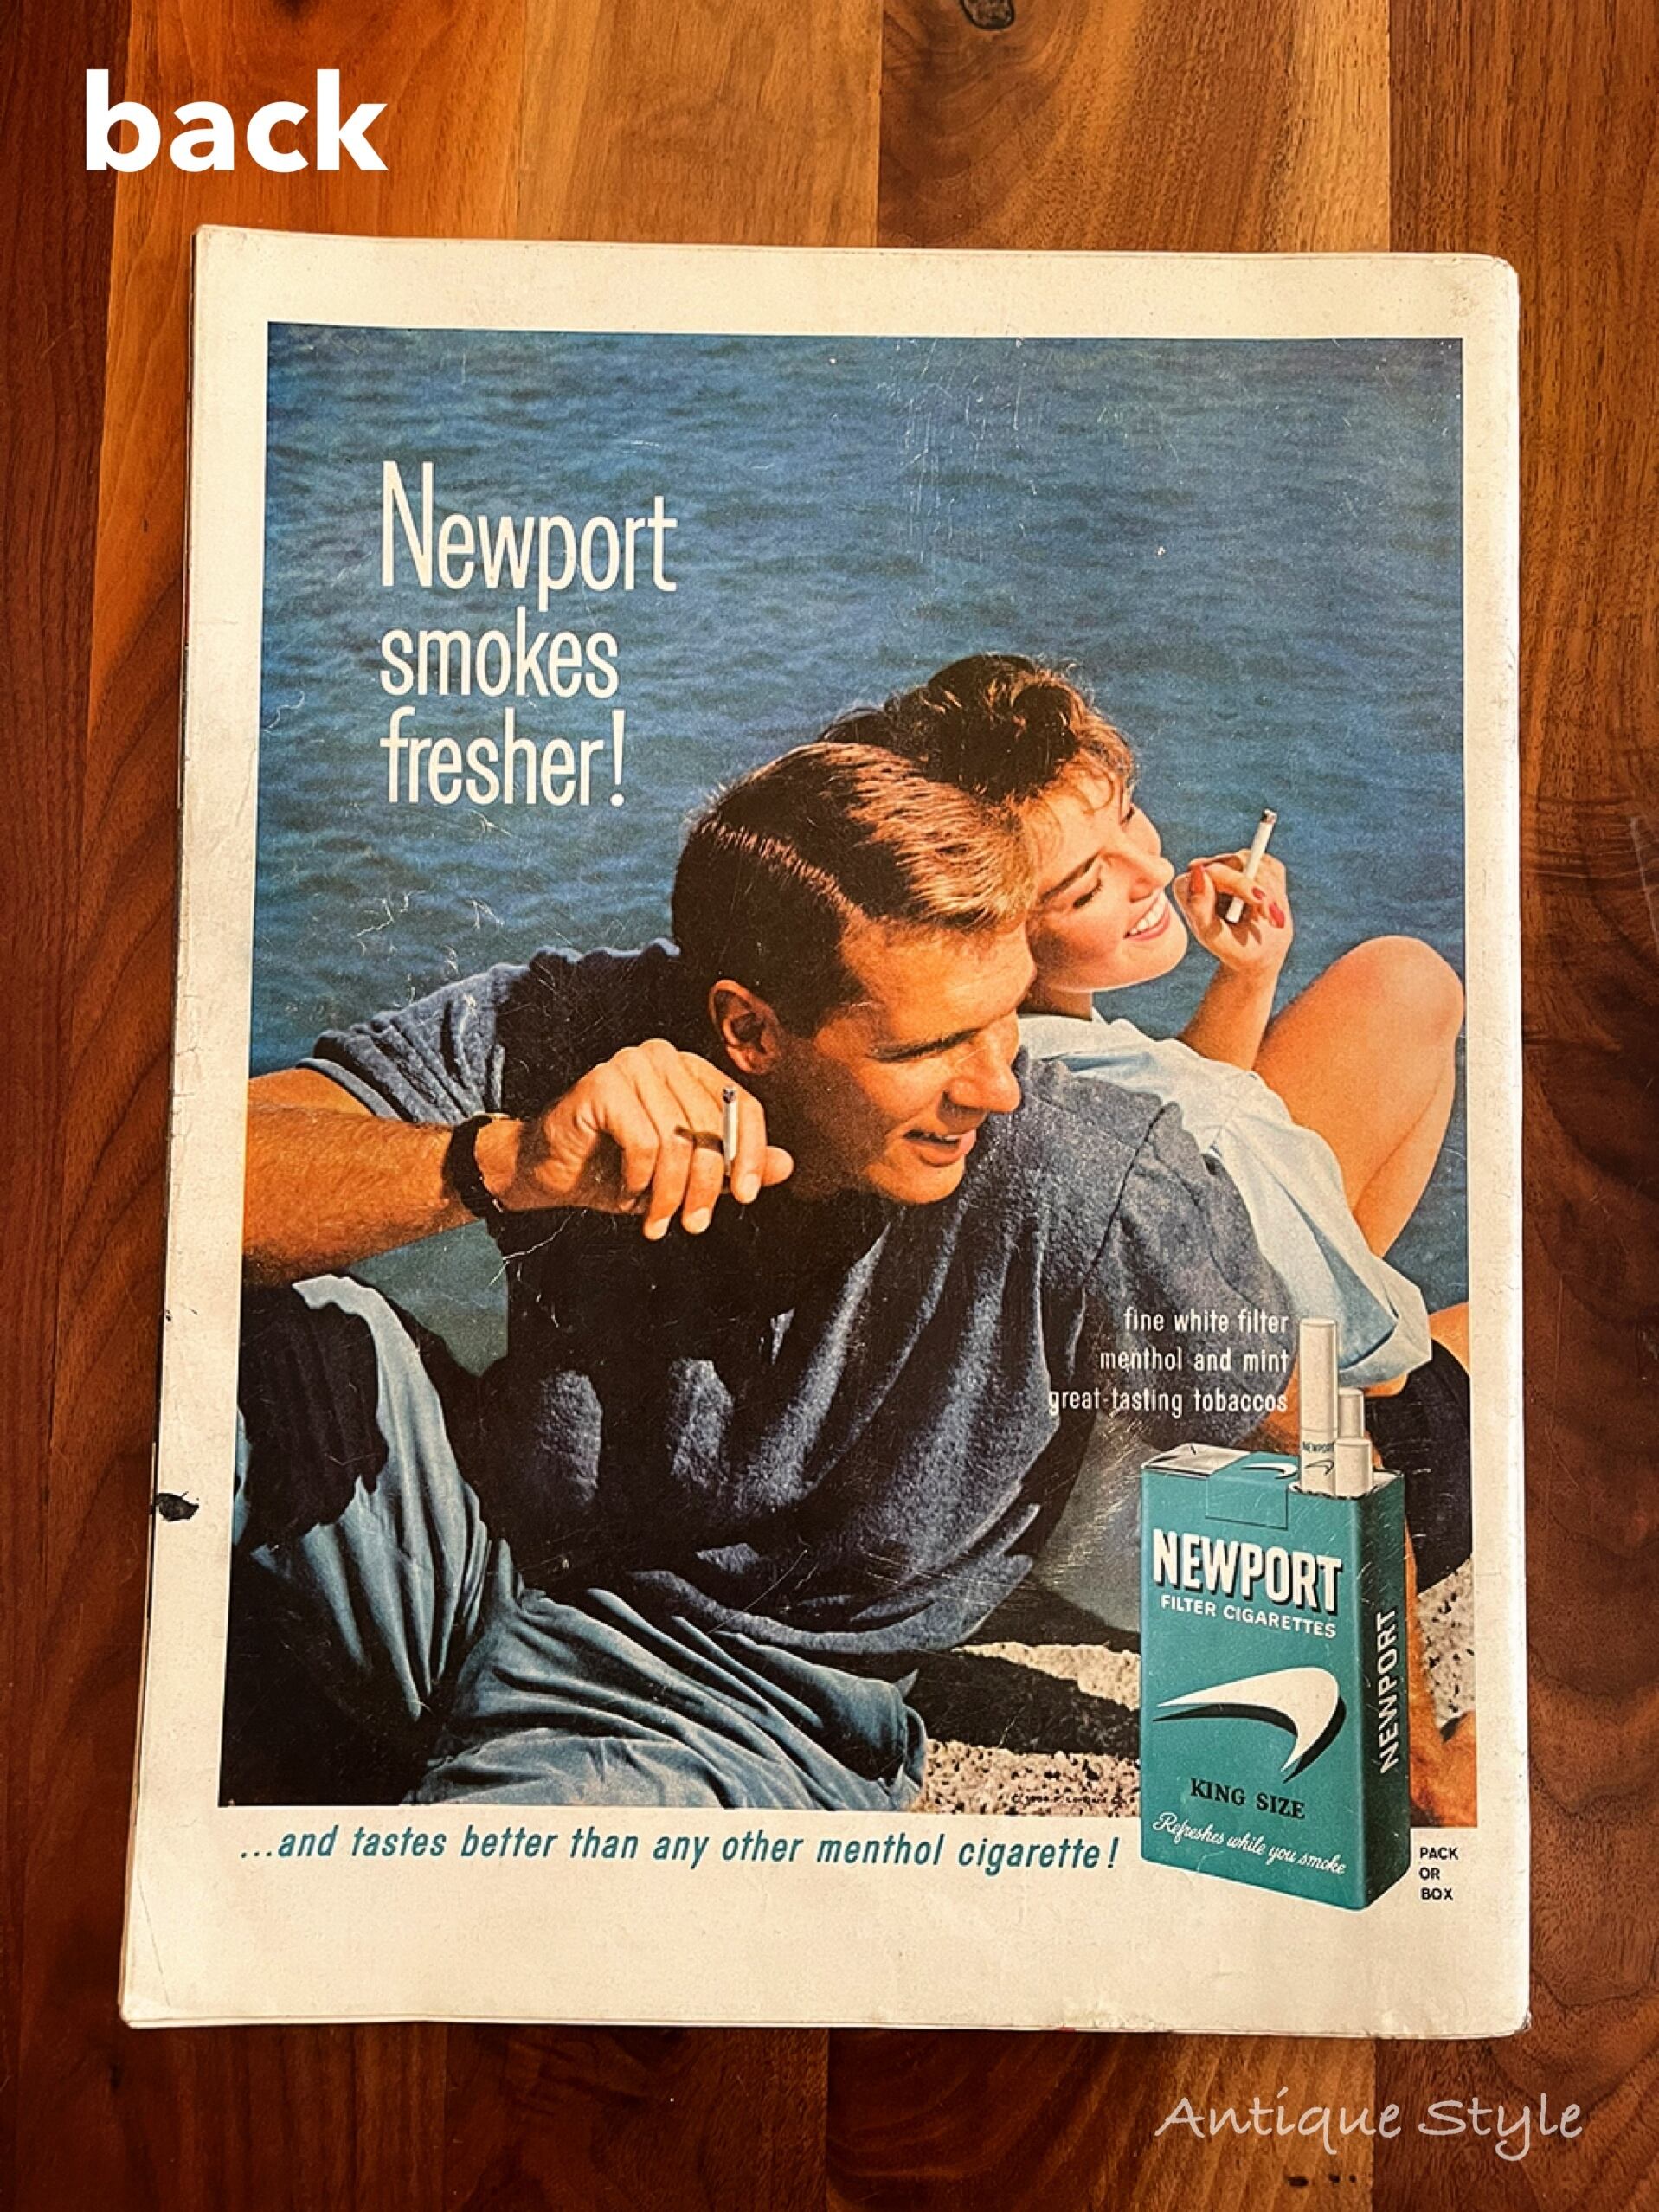 back
Newport
smokes
fresher!
fine white filter
menthol and mint
great-tasting tobaccos
NEWPORT
NEWPORT
FILTER CIGARETTES
NEWPORT
KING SIZE
Refreshes while you smoke
...and tastes better than any other menthol cigarette!
PACK
OR
BOX
Antique Style